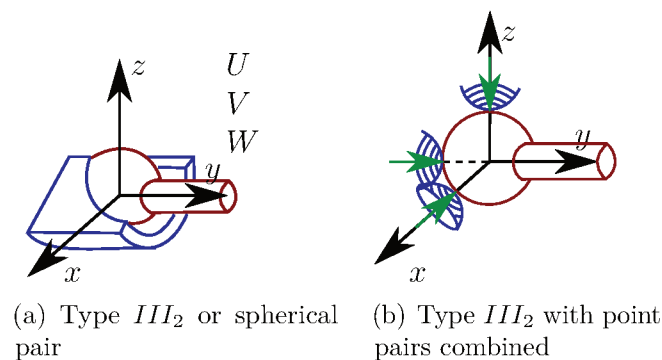 z
U
V
W
y
x
z
y
x
(a) Type III₂ or spherical
pair
(b) Type III₂ with point
pairs combined